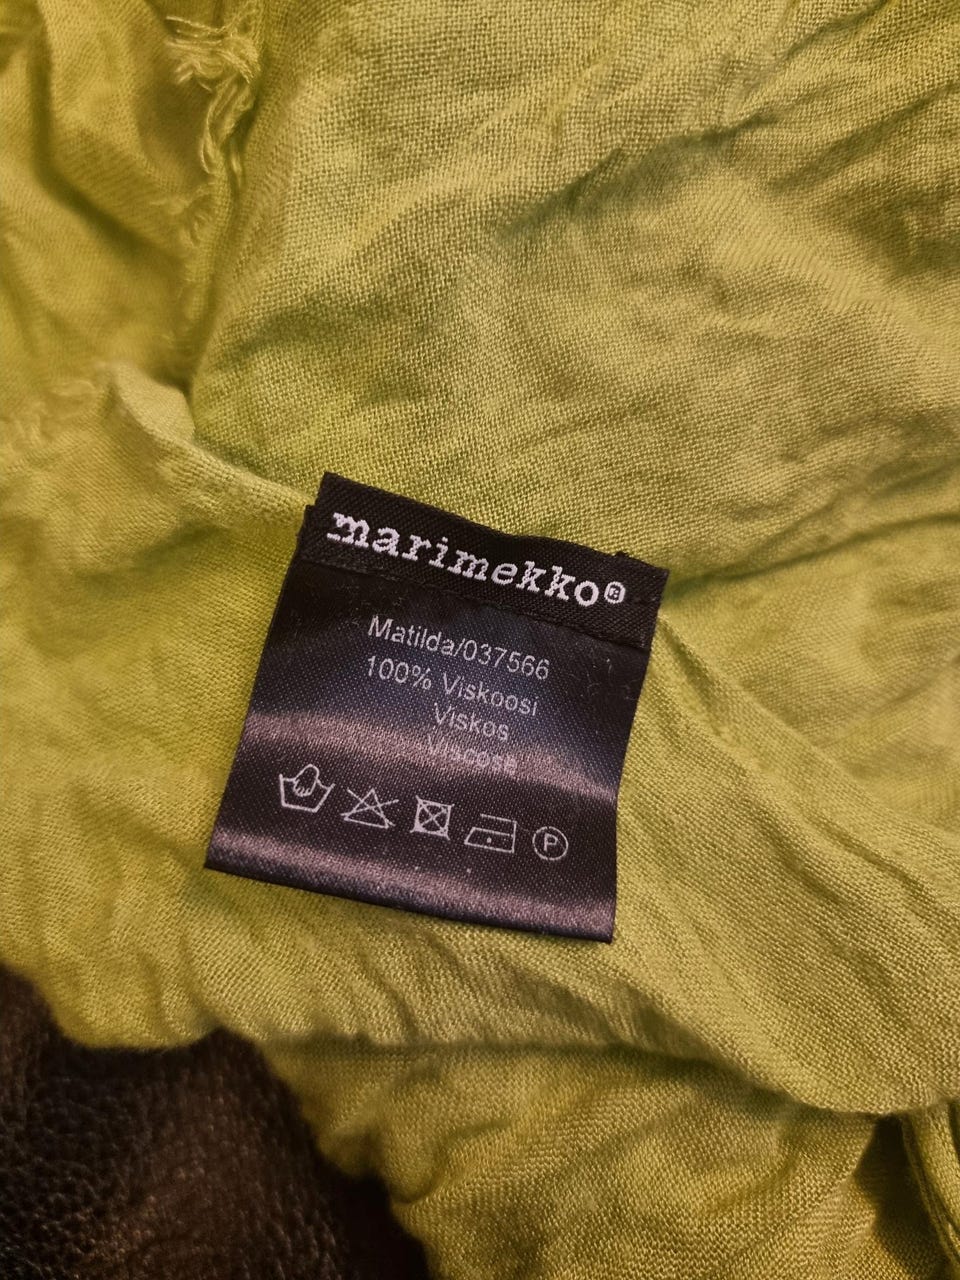 marimekko®
Matilda/037566
100% Viskoosi
Viskos
Viscose
P